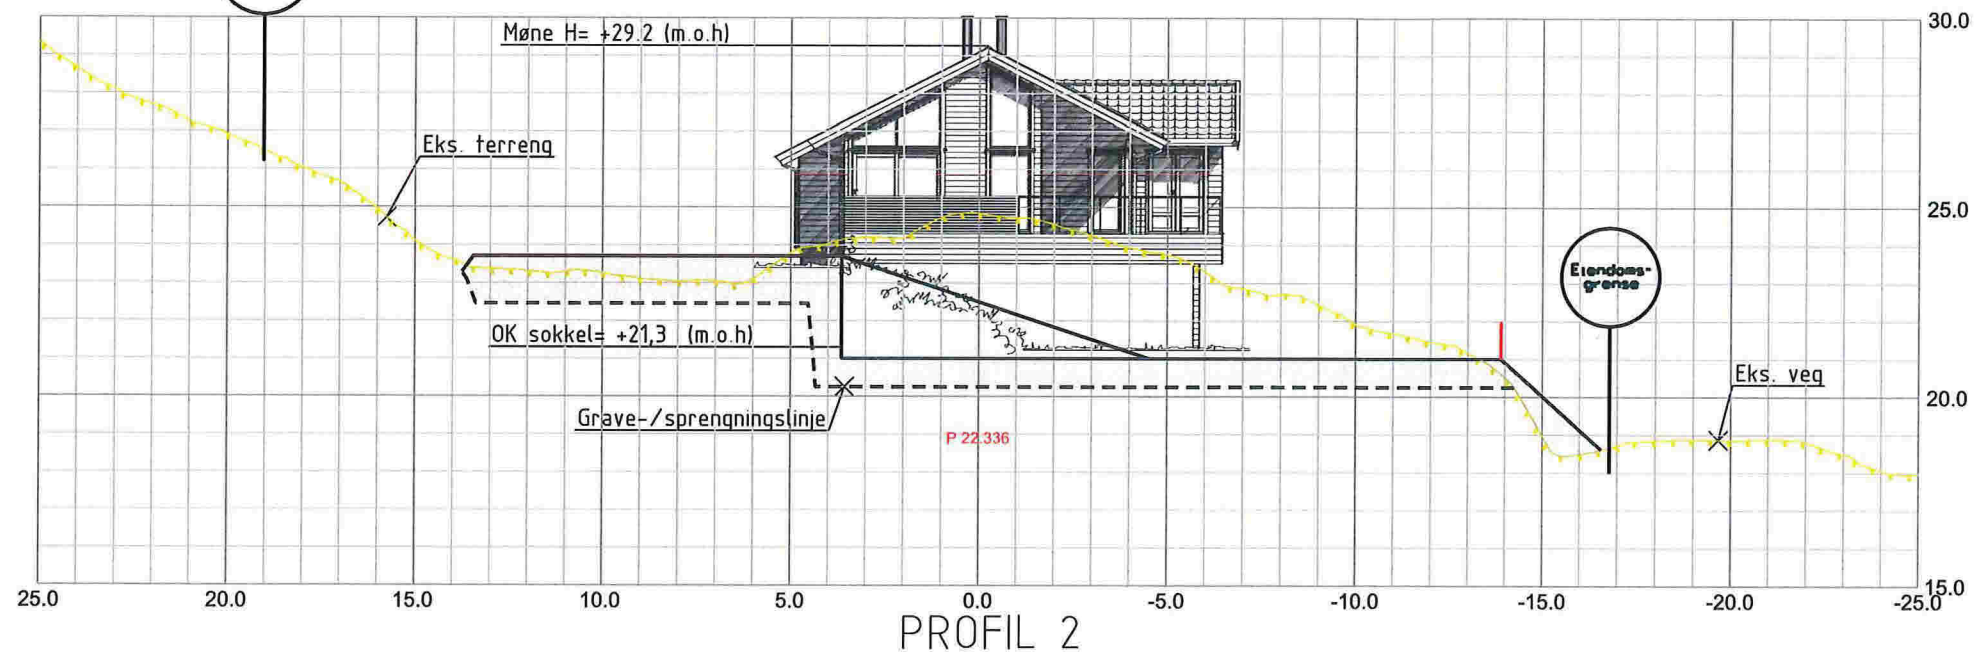 Møne H= +29.2 (m.o.h)
30.0
Eks. terreng
25.0
Eiendoms-
grense
OK sokkel= +21,3 (m.o.h)
Eks. veg
20.0
Grave-/sprengningslinje
P 22.336
15.0
25.0 20.0 15.0 10.0 5.0 0.0 -5.0 -10.0 -15.0 -20.0 -25.0
PROFIL 2